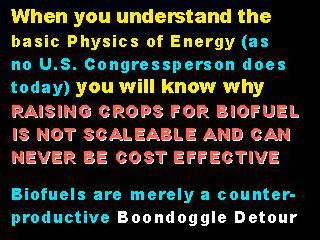 When you understand the
basic Physics of Energy (as
no U.S. Congressperson does
today) you will know why
RAISING CROPS FOR BIOFUEL
IS NOT SCALEABLE AND CAN
NEVER BE COST EFFECTIVE
Biofuels are merely a counter-
productive Boondoggle Detour